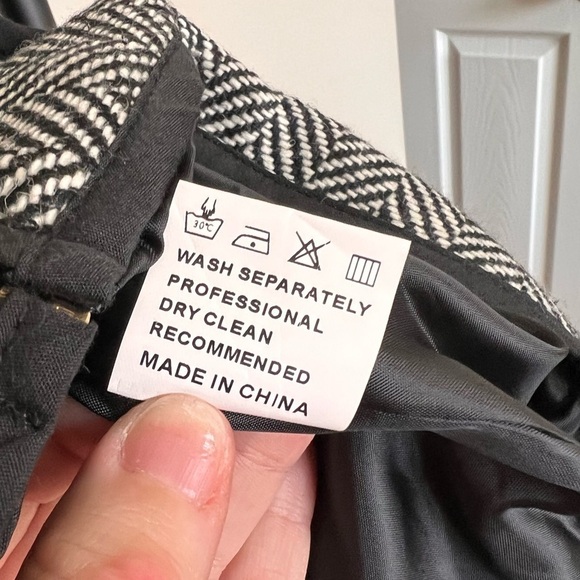 30°C
WASH SEPARATELY
PROFESSIONAL
DRY CLEAN
RECOMMENDED
MADE IN CHINA